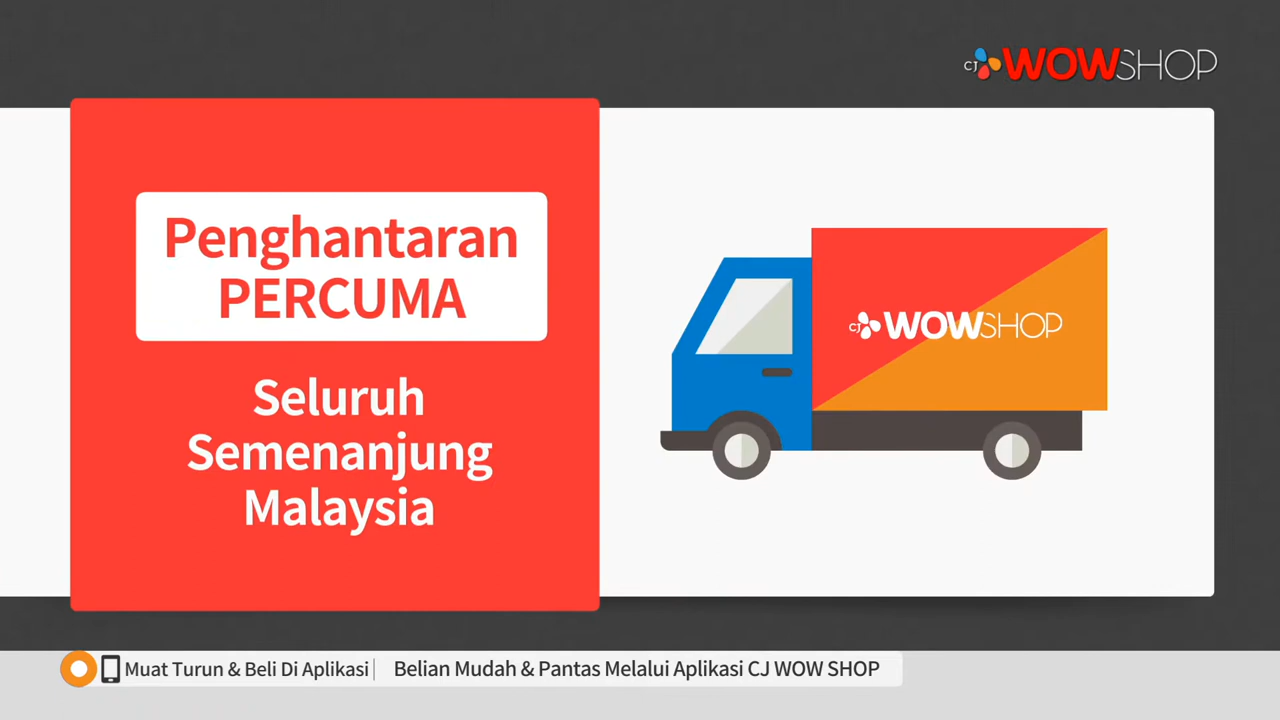 CJ WOWSHOP
Penghantaran
PERCUMA
Seluruh
Semenanjung
Malaysia
CJ WOWSHOP
Muat Turun & Beli Di Aplikasi | Belian Mudah & Pantas Melalui Aplikasi CJ WOW SHOP